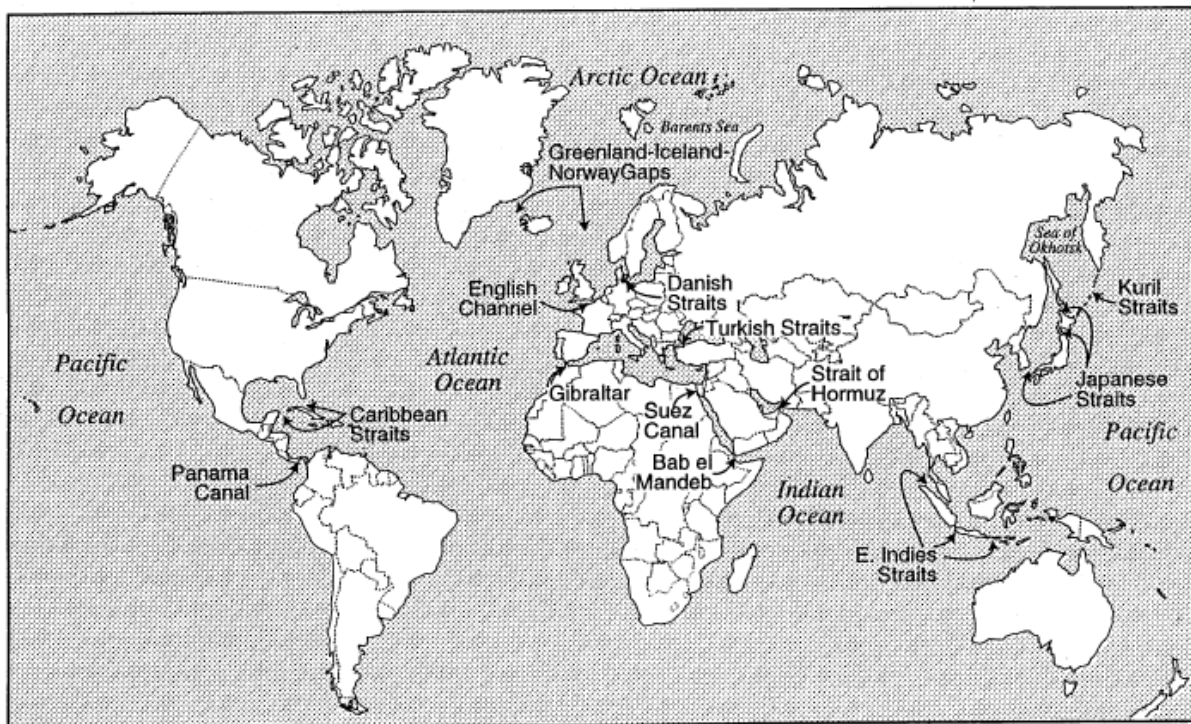 Arctic Ocean
Barents Sea
Greenland-Iceland-
NorwayGaps
Sea of
Okhotsk
English
Channel
Danish
Straits
Kuril
Straits
Turkish Straits
Pacific
Ocean
Atlantic
Ocean
Gibraltar
Strait of
Hormuz
Japanese
Straits
Suez
Canal
Caribbean
Straits
Panama
Canal
Bab el
Mandeb
Indian
Ocean
Pacific
Ocean
E. Indies
Straits